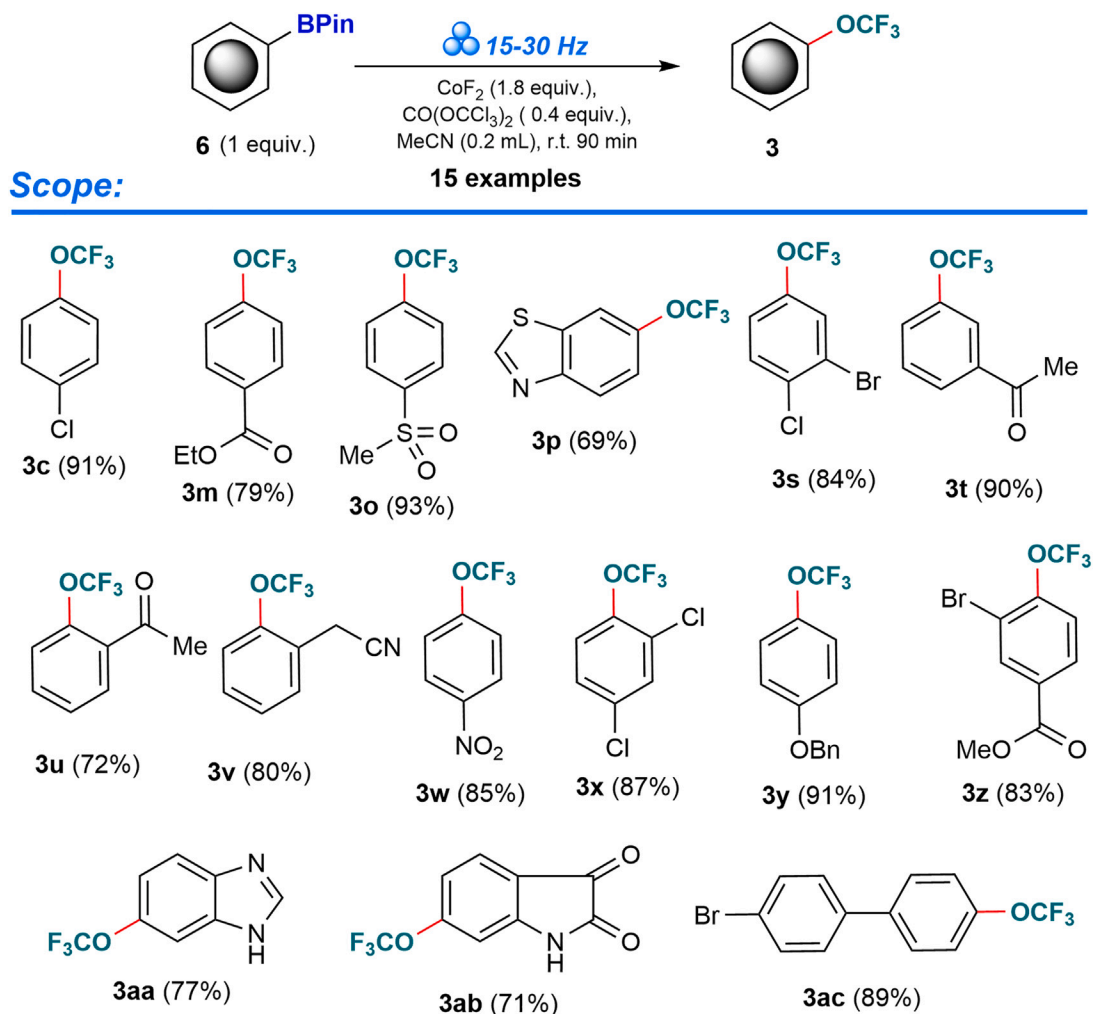 BPin
OCF3
15-30 Hz
CoF2 (1.8 equiv.),
CO(OCCl3)2 ( 0.4 equiv.),
MeCN (0.2 mL), r.t. 90 min
6 (1 equiv.)
3
15 examples
Scope:
OCF3
Cl
3c (91%)
OCF3
EtO
O
3m (79%)
OCF3
Me
S
O
O
3o (93%)
S
N
OCF3
3p (69%)
OCF3
Br
Cl
3s (84%)
OCF3
Me
O
3t (90%)
OCF3
O
Me
3u (72%)
OCF3
CN
3v (80%)
OCF3
NO2
3w (85%)
OCF3
Cl
Cl
3x (87%)
OCF3
OBn
3y (91%)
OCF3
Br
MeO
O
3z (83%)
N
N
H
F3CO
3aa (77%)
O
O
N
H
F3CO
3ab (71%)
Br
OCF3
3ac (89%)